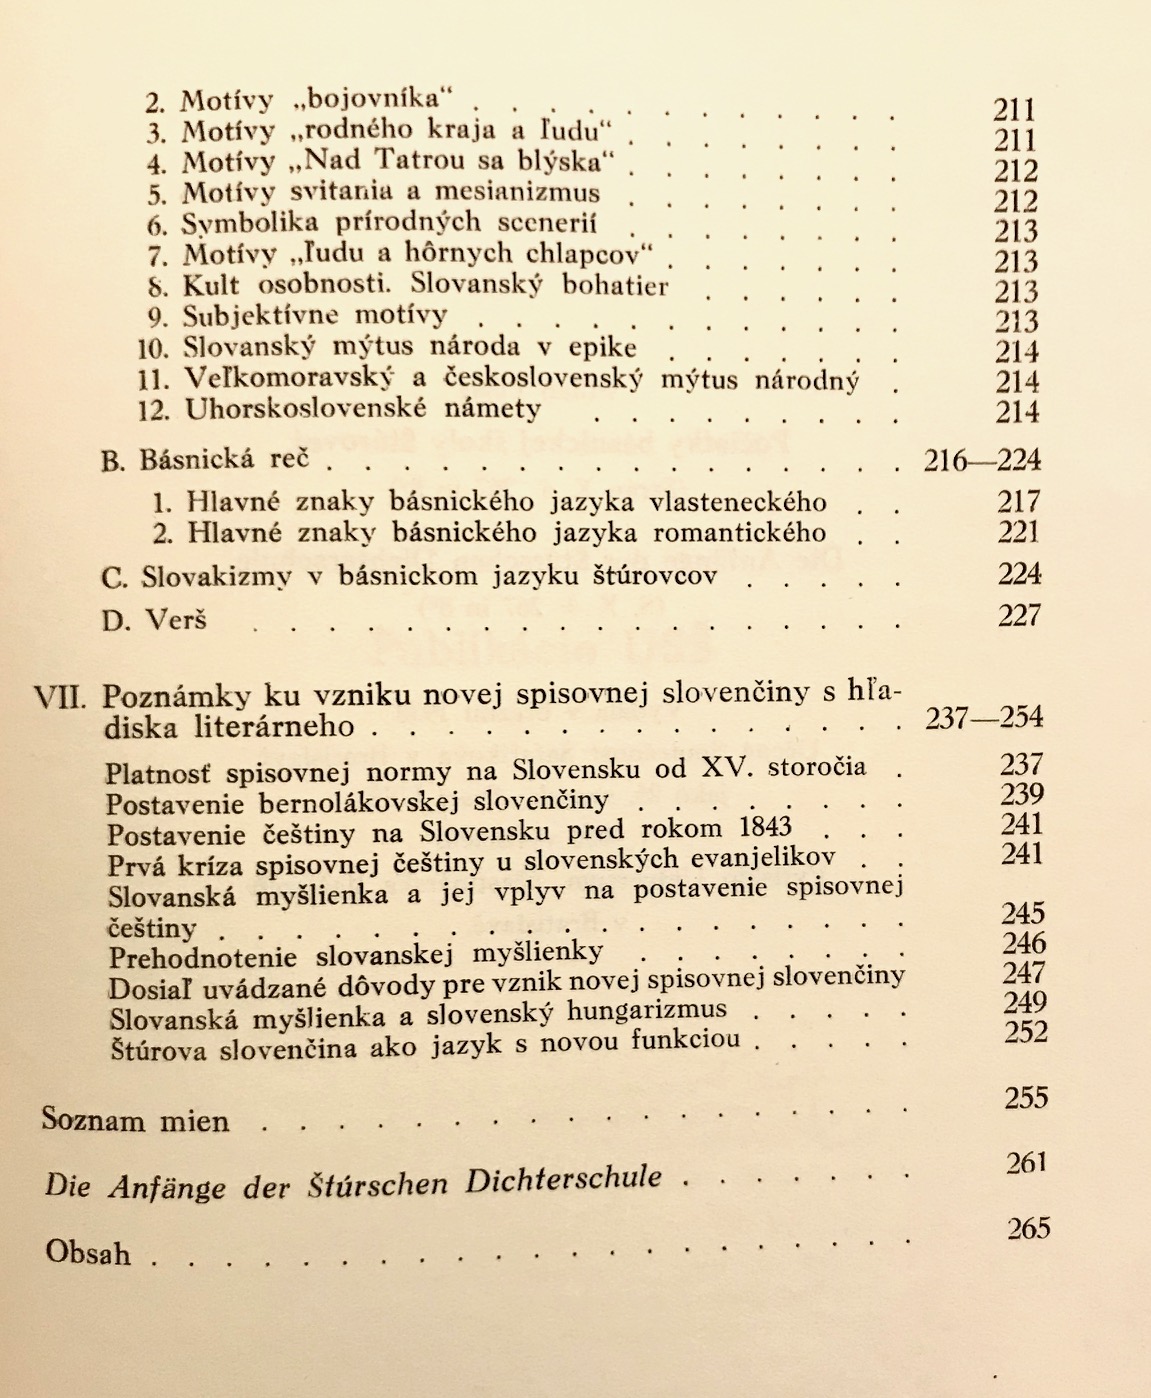 2. Motívy „bojovníka“ . . . . . . . . . . . 211
3. Motívy „rodného kraja a ľudu“ . . . . . . . . 211
4. Motívy „Nad Tatrou sa blýska“ . . . . . . . . 212
5. Motívy svitania a mesianizmus . . . . . . . . 212
6. Symbolika prírodných scenerií . . . . . . . . 213
7. Motívy „ľudu a hôrnych chlapcov“ . . . . . . . 213
8. Kult osobnosti. Slovanský bohatier . . . . . . 213
9. Subjektívne motívy . . . . . . . . . . . . 213
10. Slovanský mýtus národa v epike . . . . . . . 214
11. Veľkomoravský a československý mýtus národný . 214
12. Uhorskoslovenské námety . . . . . . . . . 214
B. Básnická reč . . . . . . . . . . . . . . . . 216—224
1. Hlavné znaky básnického jazyka vlasteneckého . . 217
2. Hlavné znaky básnického jazyka romantického . . 221
C. Slovakizmy v básnickom jazyku štúrovcov . . . . . 224
D. Verš . . . . . . . . . . . . . . . . . . 227
VII. Poznámky ku vzniku novej spisovnej slovenčiny s hľa-
diska literárneho . . . . . . . . . . . . . . . 237—254
Platnosť spisovnej normy na Slovensku od XV. storočia . 237
Postavenie bernolákovskej slovenčiny . . . . . . . . 239
Postavenie češtiny na Slovensku pred rokom 1843 . . . 241
Prvá kríza spisovnej češtiny u slovenských evanjelikov . . 241
Slovanská myšlienka a jej vplyv na postavenie spisovnej
češtiny . . . . . . . . . . . . . . . . . . . 245
Prehodnotenie slovanskej myšlienky . . . . . . . . 246
Dosiaľ uvádzané dôvody pre vznik novej spisovnej slovenčiny 247
Slovanská myšlienka a slovenský hungarizmus . . . . . 249
Štúrova slovenčina ako jazyk s novou funkciou . . . . . 252
Soznam mien . . . . . . . . . . . . . . . . . . 255
Die Anfänge der Štúrschen Dichterschule . . . . . . . 261
Obsah . . . . . . . . . . . . . . . . . . . . . 265